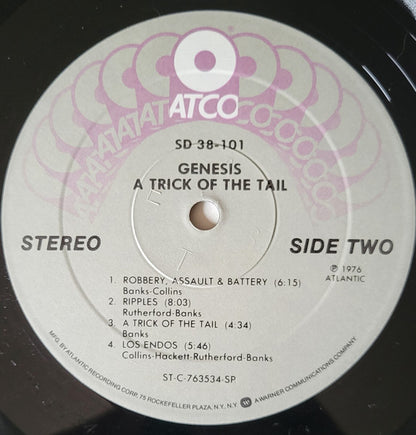 ATCO
SD 38-101
GENESIS
A TRICK OF THE TAIL
STEREO
SIDE TWO
℗ 1976
ATLANTIC
1. ROBBERY, ASSAULT & BATTERY (6:15)
Banks-Collins
2. RIPPLES (8:03)
Rutherford-Banks
3. A TRICK OF THE TAIL (4:34)
Banks
4. LOS ENDOS (5:46)
Collins-Hackett-Rutherford-Banks
ST-C-763534-SP
MFG. BY ATLANTIC RECORDING CORP., 75 ROCKEFELLER PLAZA, N.Y., N.Y. W A WARNER COMMUNICATIONS COMPANY